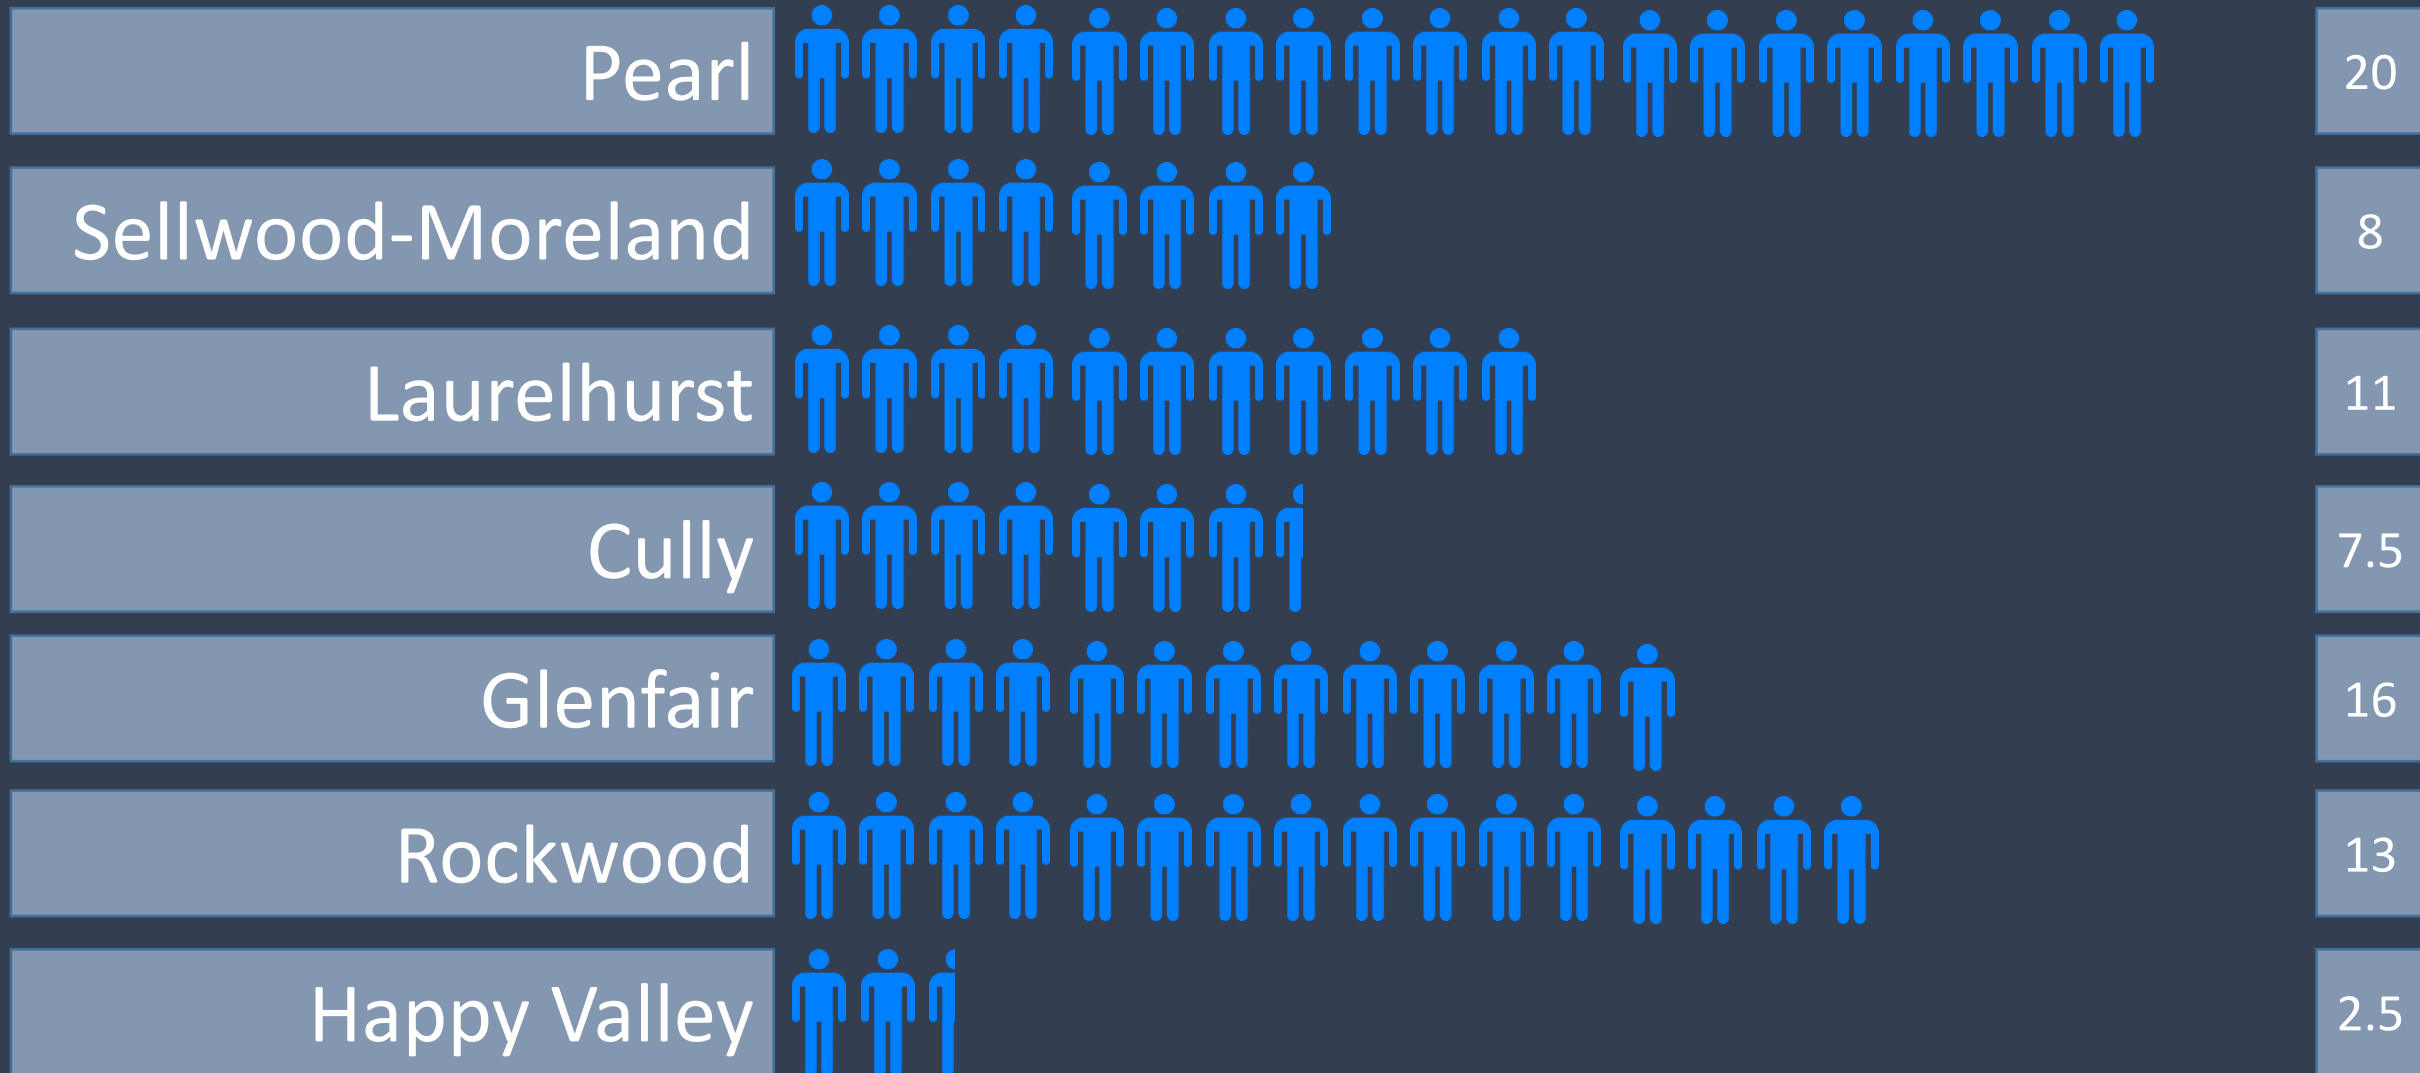 Pearl 20
Sellwood-Moreland 8
Laurelhurst 11
Cully 7.5
Glenfair 16
Rockwood 13
Happy Valley 2.5